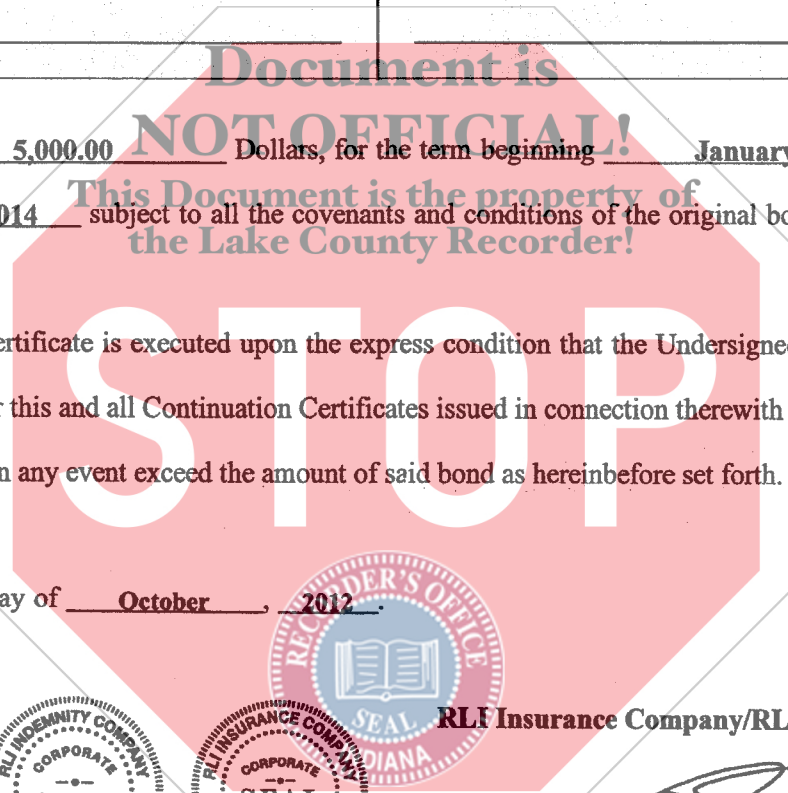 Document is
NOT OFFICIAL!
5,000.00 Dollars, for the term beginning January
This Document is the property of
014 subject to all the covenants and conditions of the original bo
the Lake County Recorder!
STOP
ertificate is executed upon the express condition that the Undersigned
r this and all Continuation Certificates issued in connection therewith
n any event exceed the amount of said bond as hereinbefore set forth.
ay of October, 2012.
RECORDER'S OFFICE
SEAL
INDIANA
RLI Insurance Company/RL
RLI INDEMNITY COMPANY
CORPORATE
RLI INSURANCE COMPANY
CORPORATE
SEAL